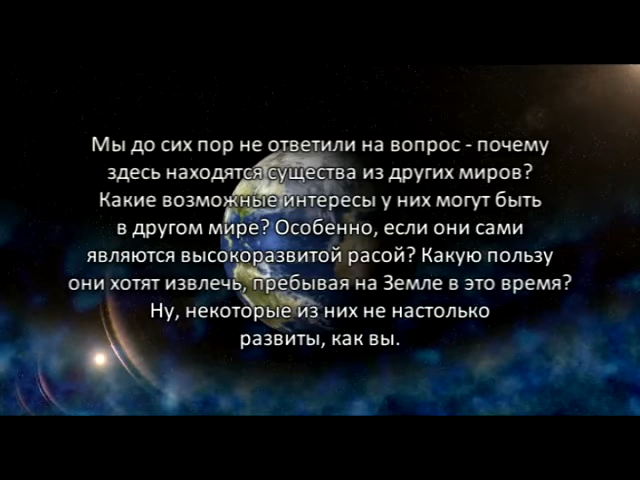 Мы до сих пор не ответили на вопрос - почему
здесь находятся существа из других миров?
Какие возможные интересы у них могут быть
в другом мире? Особенно, если они сами
являются высокоразвитой расой? Какую пользу
они хотят извлечь, пребывая на Земле в это время?
Ну, некоторые из них не настолько
развиты, как вы.